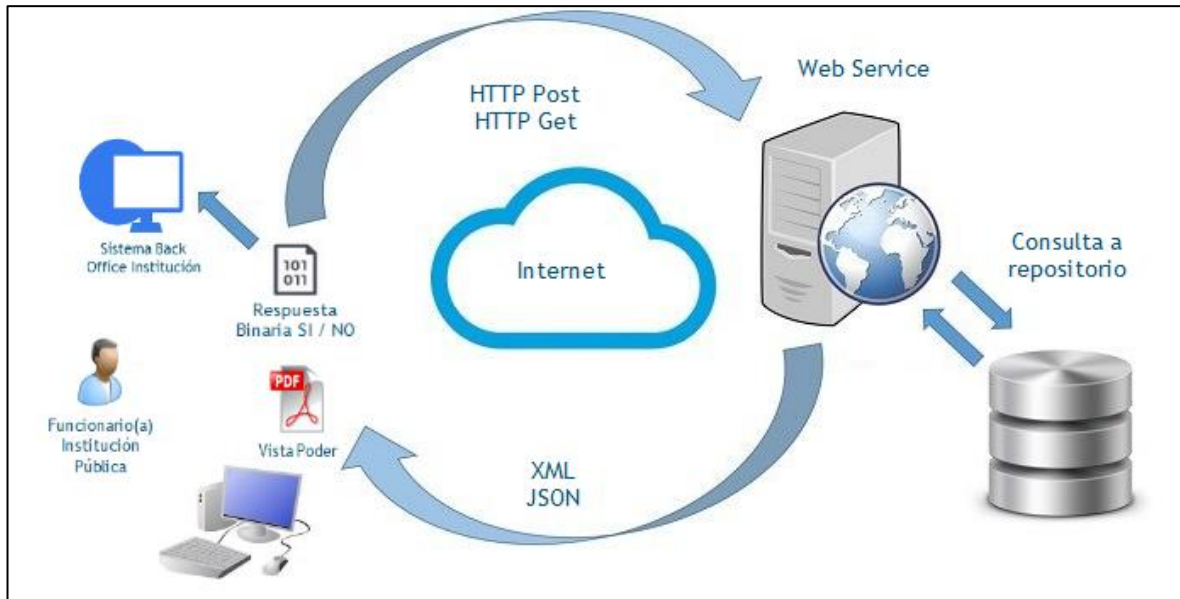 Web Service
HTTP Post
HTTP Get
Sistema Back
Office Institución
101
011
Internet
Consulta a
repositorio
Respuesta
Binaria SI / NO
PDF
Funcionario(a)
Institución
Pública
Vista Poder
XML
JSON